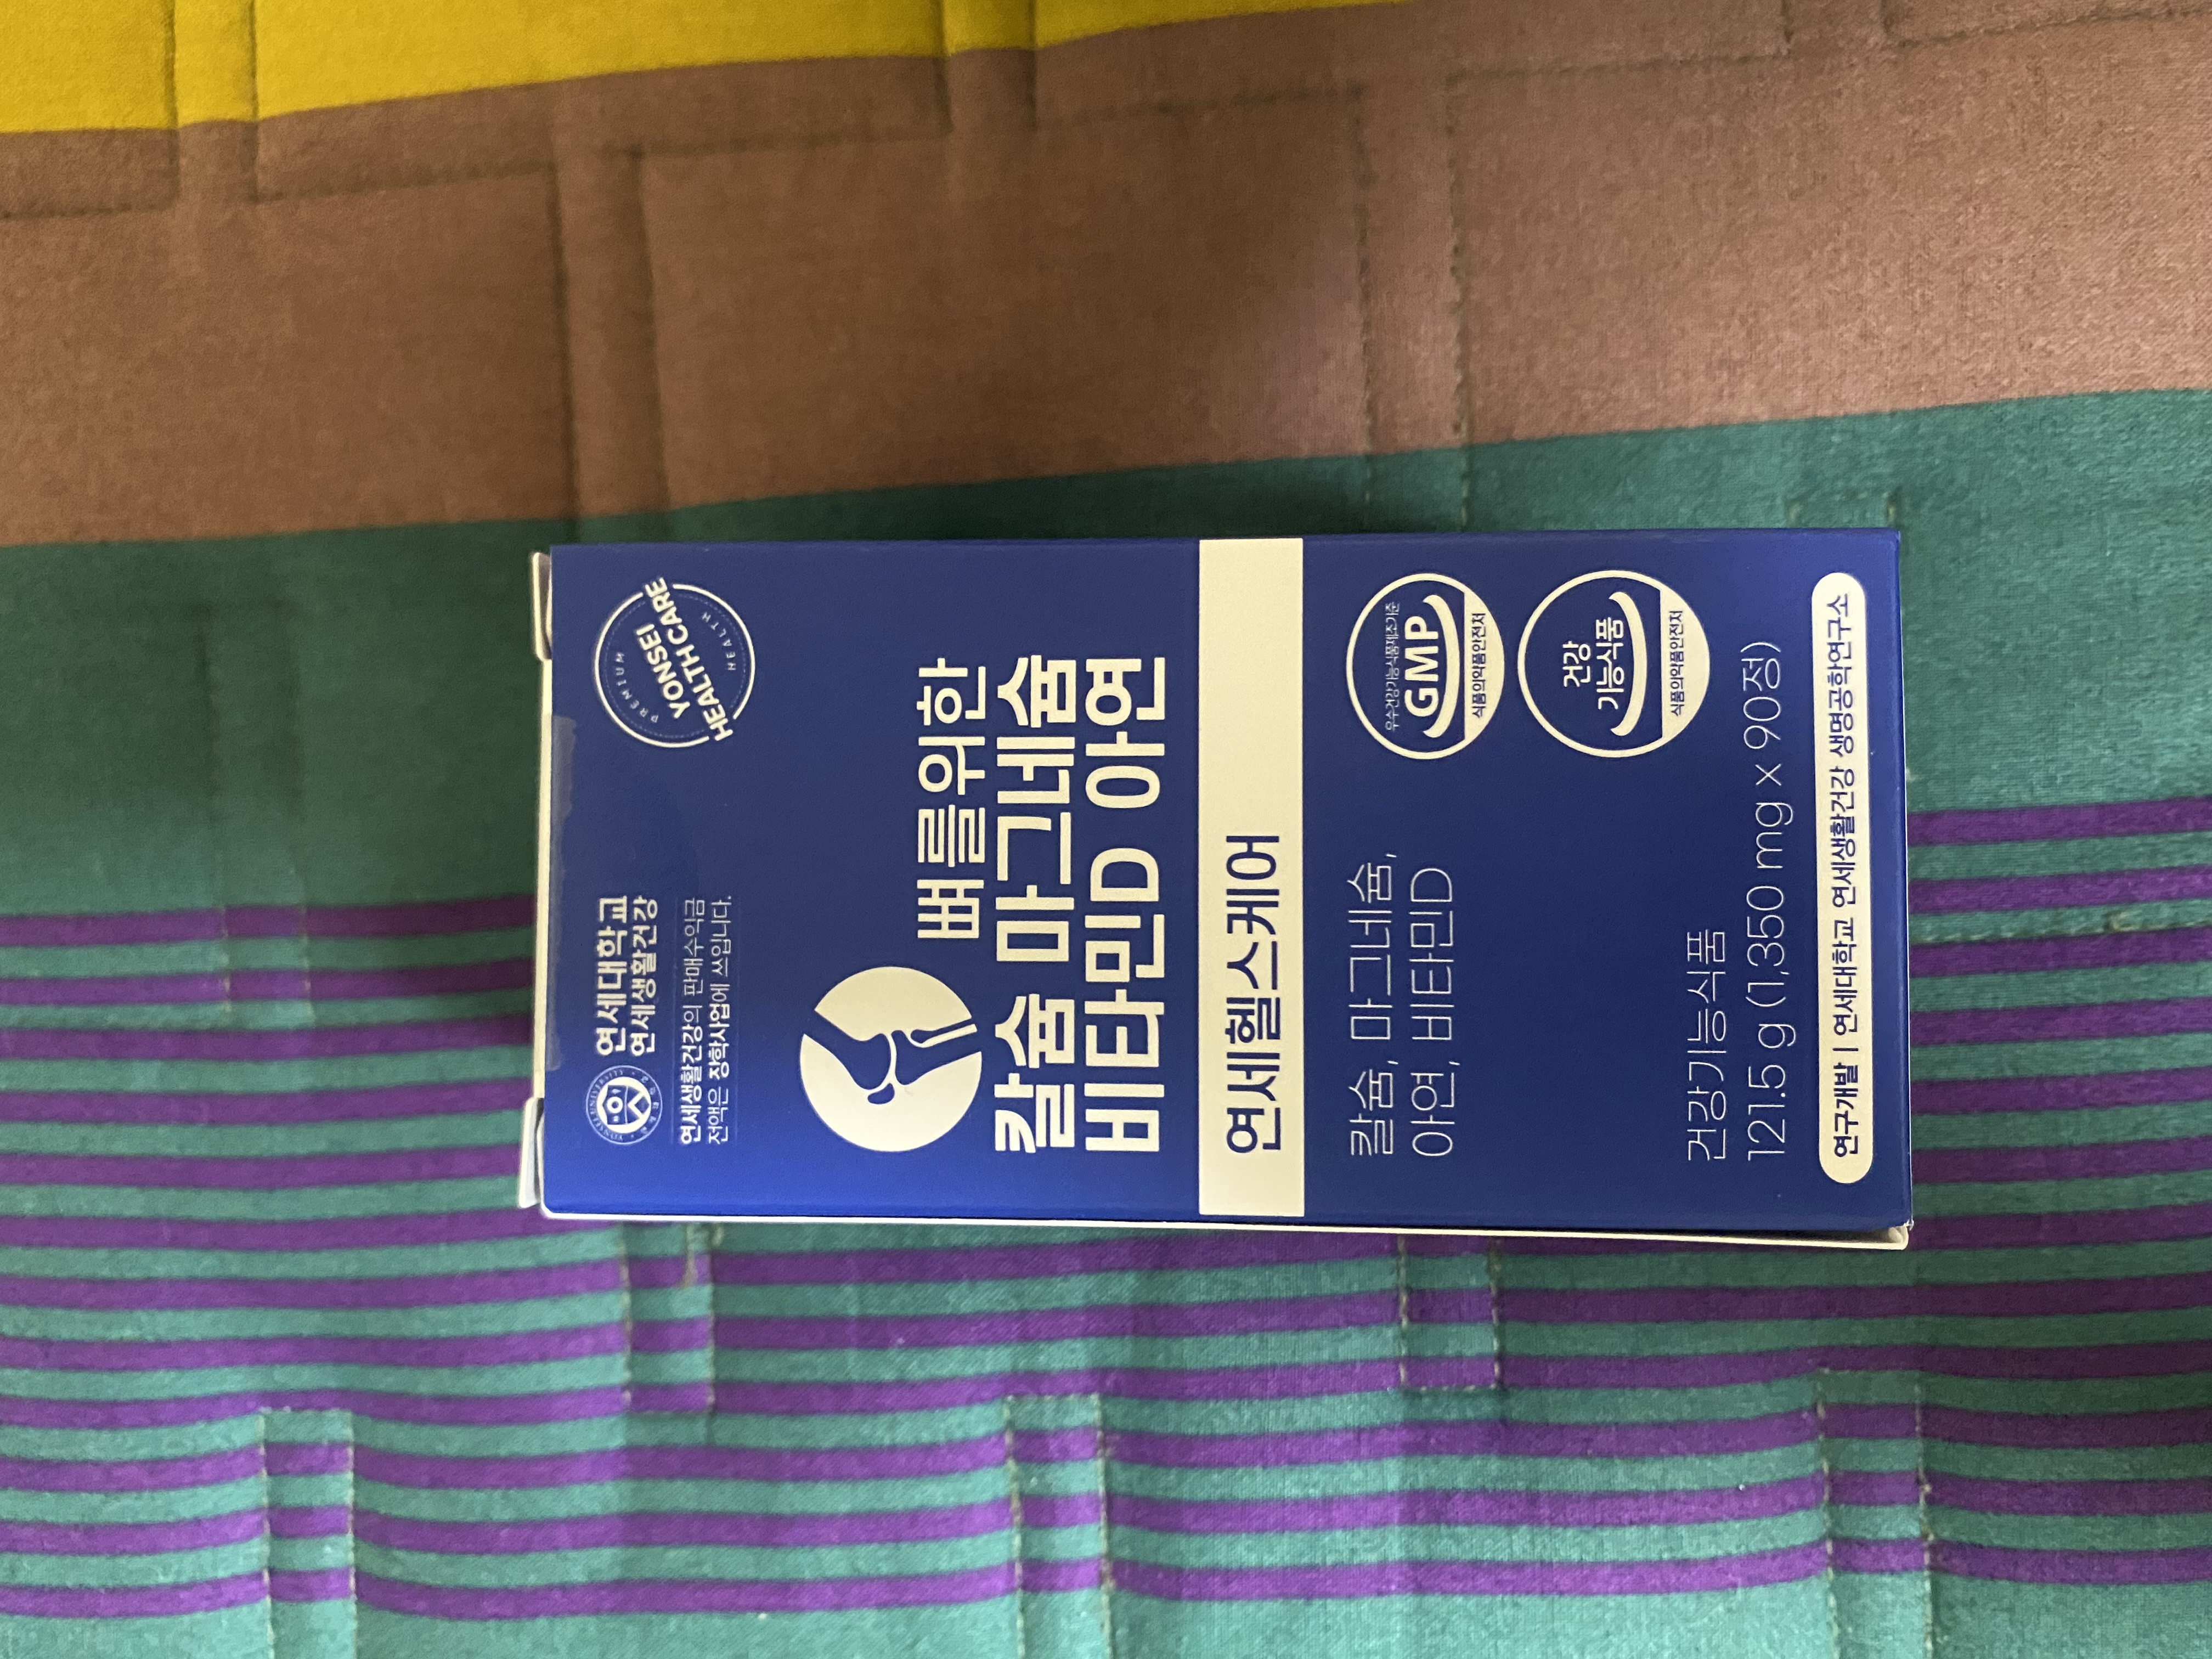 연세대학교
연세생활건강
연세생활건강의 판매수익금
전액은 장학사업에 쓰입니다.
PREMIUM
YONSEI
HEALTH CARE
HEALTH
뼈를위한
칼슘 마그네슘
비타민D 아연
연세헬스케어
칼슘, 마그네슘,
아연, 비타민D
우수건강기능식품제조기준
GMP
식품의약품안전처
건강
기능식품
식품의약품안전처
건강기능식품
121.5 g (1,350 mg x 90정)
연구개발 | 연세대학교 연세생활건강 생명공학연구소